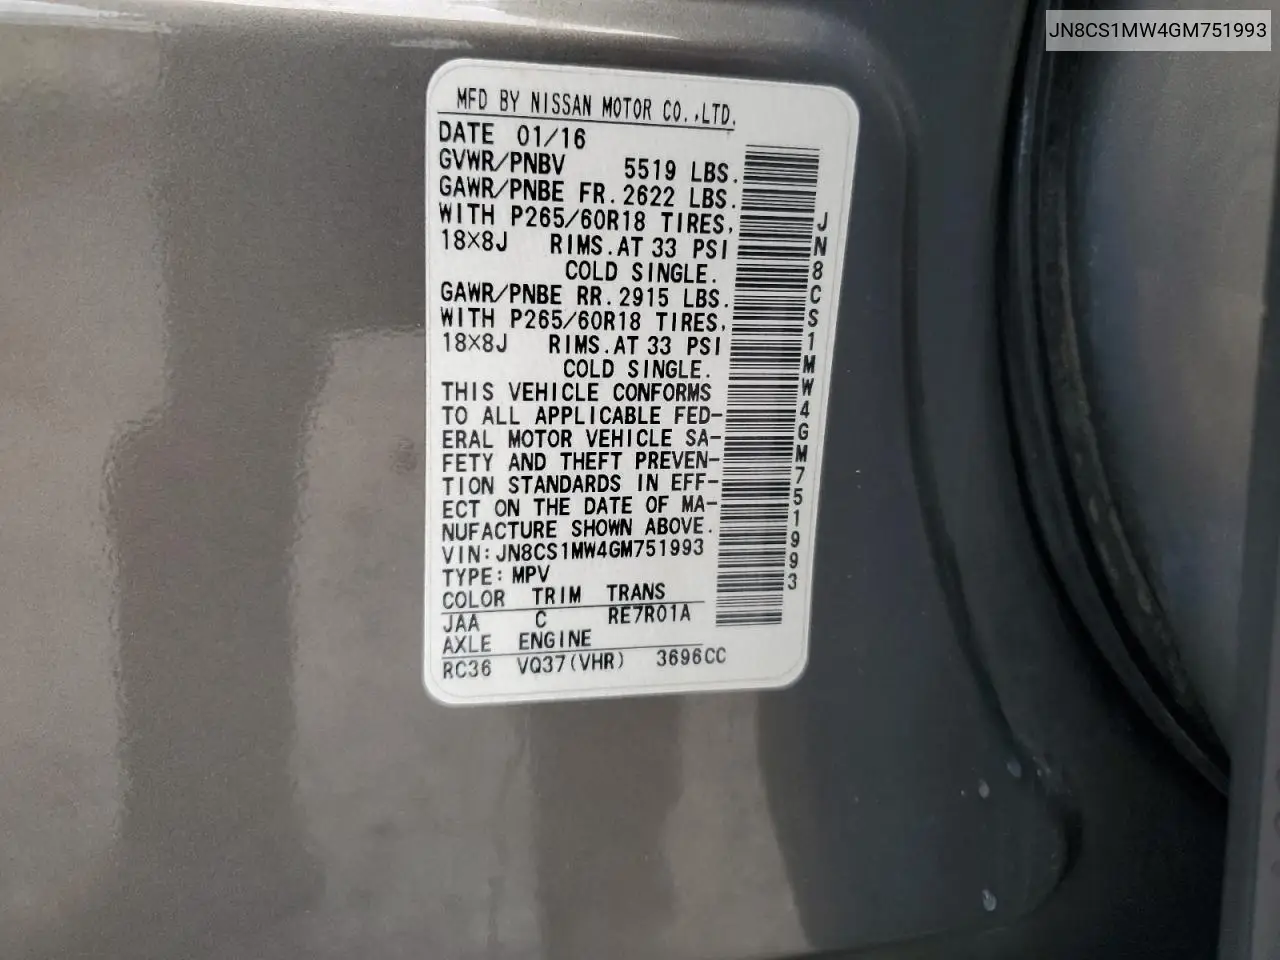 JN8CS1MW4GM751993
MFD BY NISSAN MOTOR CO.,LTD.
DATE 01/16
GVWR/PNBV 5519 LBS.
GAWR/PNBE FR. 2622 LBS.
WITH P265/60R18 TIRES,
18X8J RIMS. AT 33 PSI
COLD SINGLE.
GAWR/PNBE RR. 2915 LBS.
WITH P265/60R18 TIRES,
18X8J RIMS. AT 33 PSI
COLD SINGLE.
THIS VEHICLE CONFORMS
TO ALL APPLICABLE FED-
ERAL MOTOR VEHICLE SA-
FETY AND THEFT PREVEN-
TION STANDARDS IN EFF-
ECT ON THE DATE OF MA-
NUFACTURE SHOWN ABOVE.
VIN: JN8CS1MW4GM751993
TYPE: MPV
COLOR TRIM TRANS
JAA C RE7R01A
AXLE ENGINE
RC36 VQ37(VHR) 3696CC
JN8CS1MW4GM751993